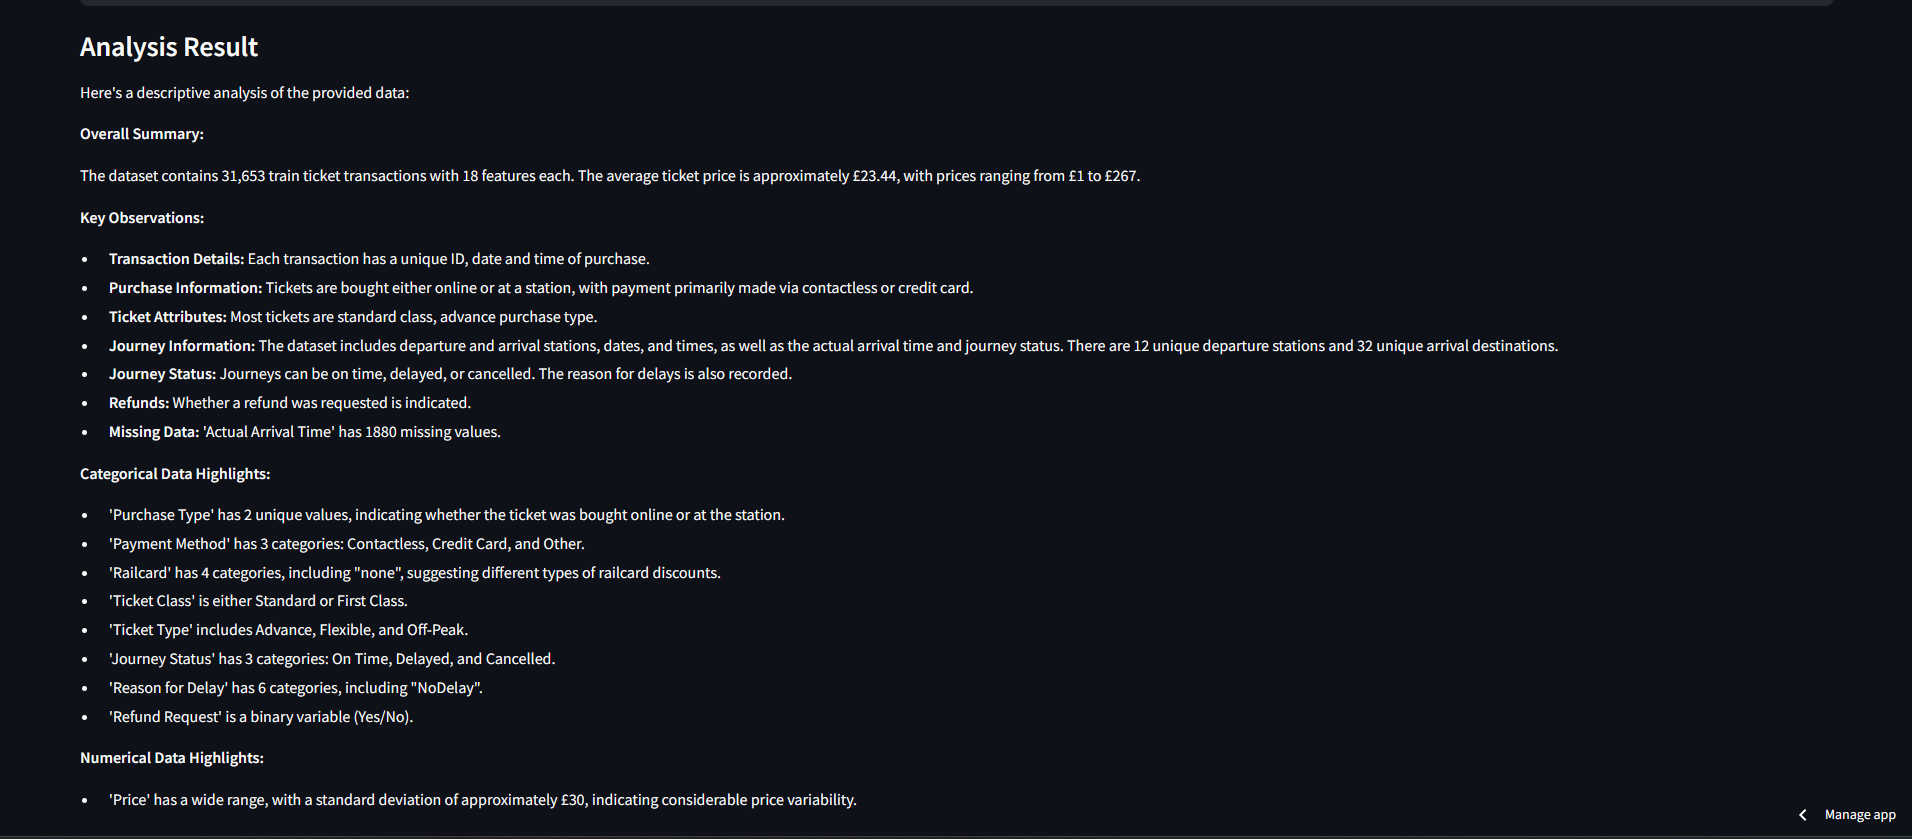 Analysis Result
Here's a descriptive analysis of the provided data:
Overall Summary:
The dataset contains 31,653 train ticket transactions with 18 features each. The average ticket price is approximately £23.44, with prices ranging from £1 to £267.
Key Observations:
• Transaction Details: Each transaction has a unique ID, date and time of purchase.
• Purchase Information: Tickets are bought either online or at a station, with payment primarily made via contactless or credit card.
• Ticket Attributes: Most tickets are standard class, advance purchase type.
• Journey Information: The dataset includes departure and arrival stations, dates, and times, as well as the actual arrival time and journey status. There are 12 unique departure stations and 32 unique arrival destinations.
• Journey Status: Journeys can be on time, delayed, or cancelled. The reason for delays is also recorded.
• Refunds: Whether a refund was requested is indicated.
• Missing Data: 'Actual Arrival Time' has 1880 missing values.
Categorical Data Highlights:
• 'Purchase Type' has 2 unique values, indicating whether the ticket was bought online or at the station.
• 'Payment Method' has 3 categories: Contactless, Credit Card, and Other.
• 'Railcard' has 4 categories, including "none", suggesting different types of railcard discounts.
• 'Ticket Class' is either Standard or First Class.
• 'Ticket Type' includes Advance, Flexible, and Off-Peak.
• 'Journey Status' has 3 categories: On Time, Delayed, and Cancelled.
• 'Reason for Delay' has 6 categories, including "NoDelay".
• 'Refund Request' is a binary variable (Yes/No).
Numerical Data Highlights:
• 'Price' has a wide range, with a standard deviation of approximately £30, indicating considerable price variability.
Manage app